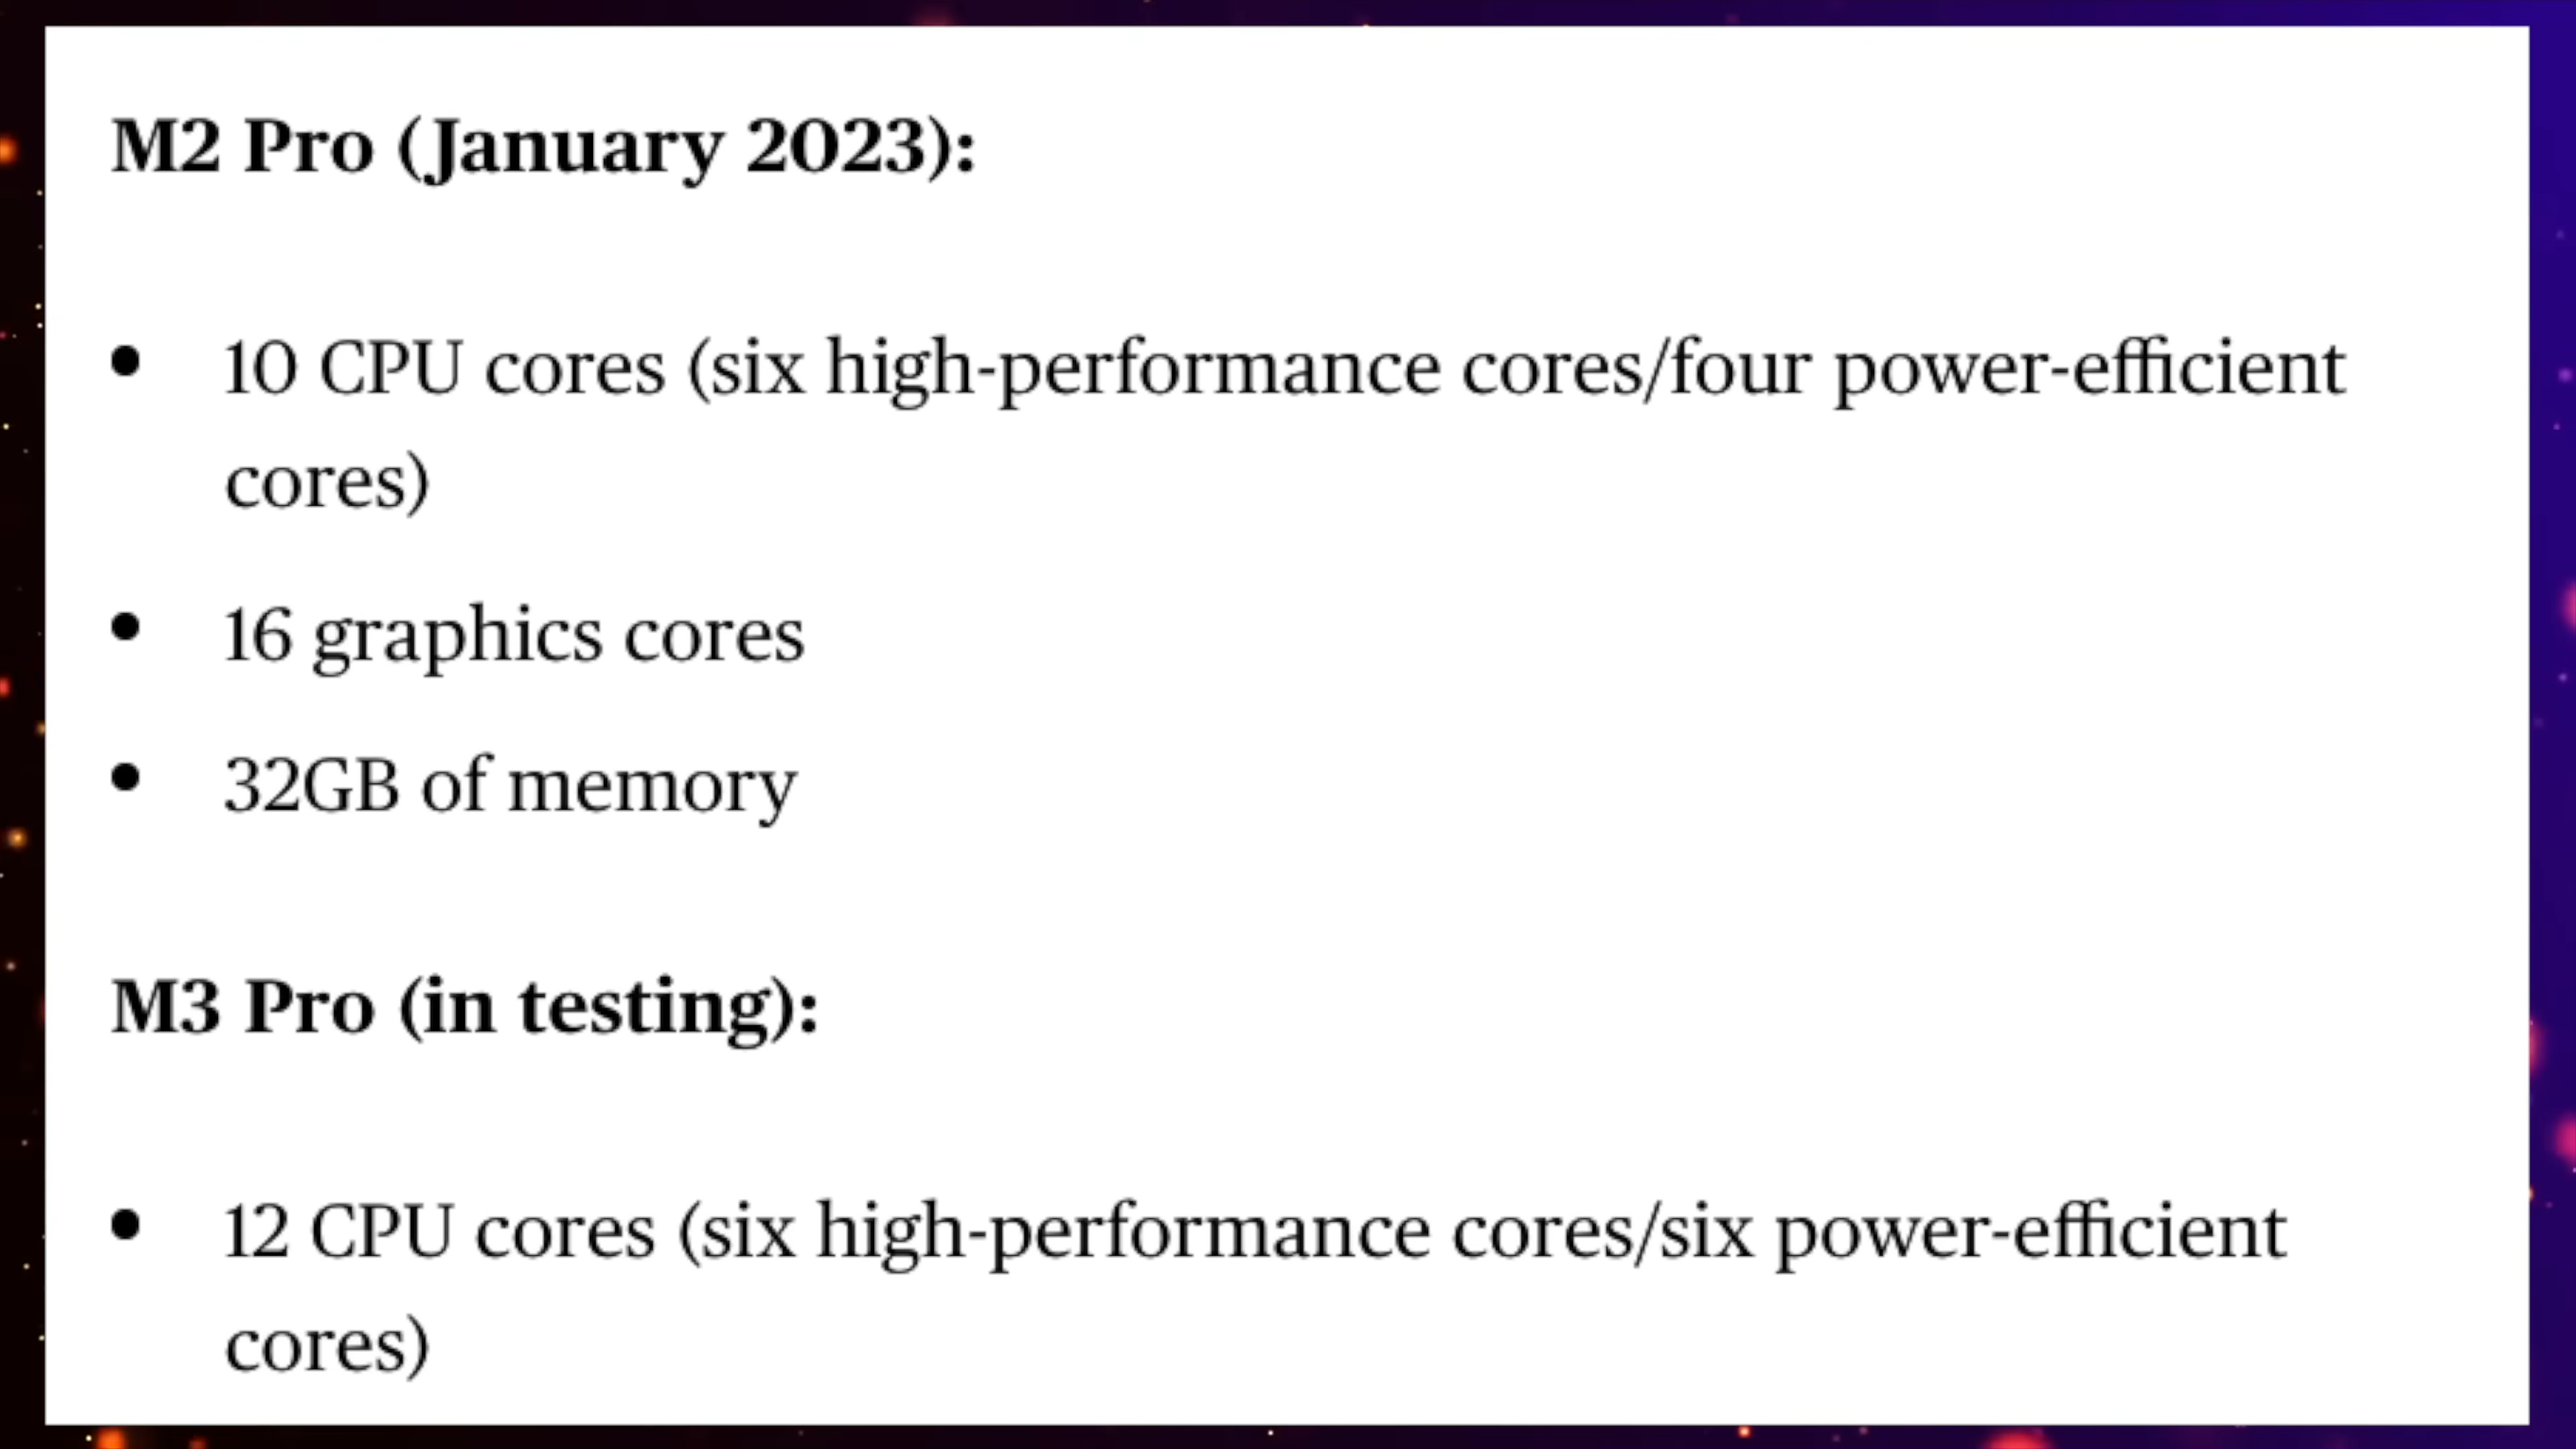 M2 Pro (January 2023):
• 10 CPU cores (six high-performance cores/four power-efficient
cores)
• 16 graphics cores
• 32GB of memory
M3 Pro (in testing):
• 12 CPU cores (six high-performance cores/six power-efficient
cores)